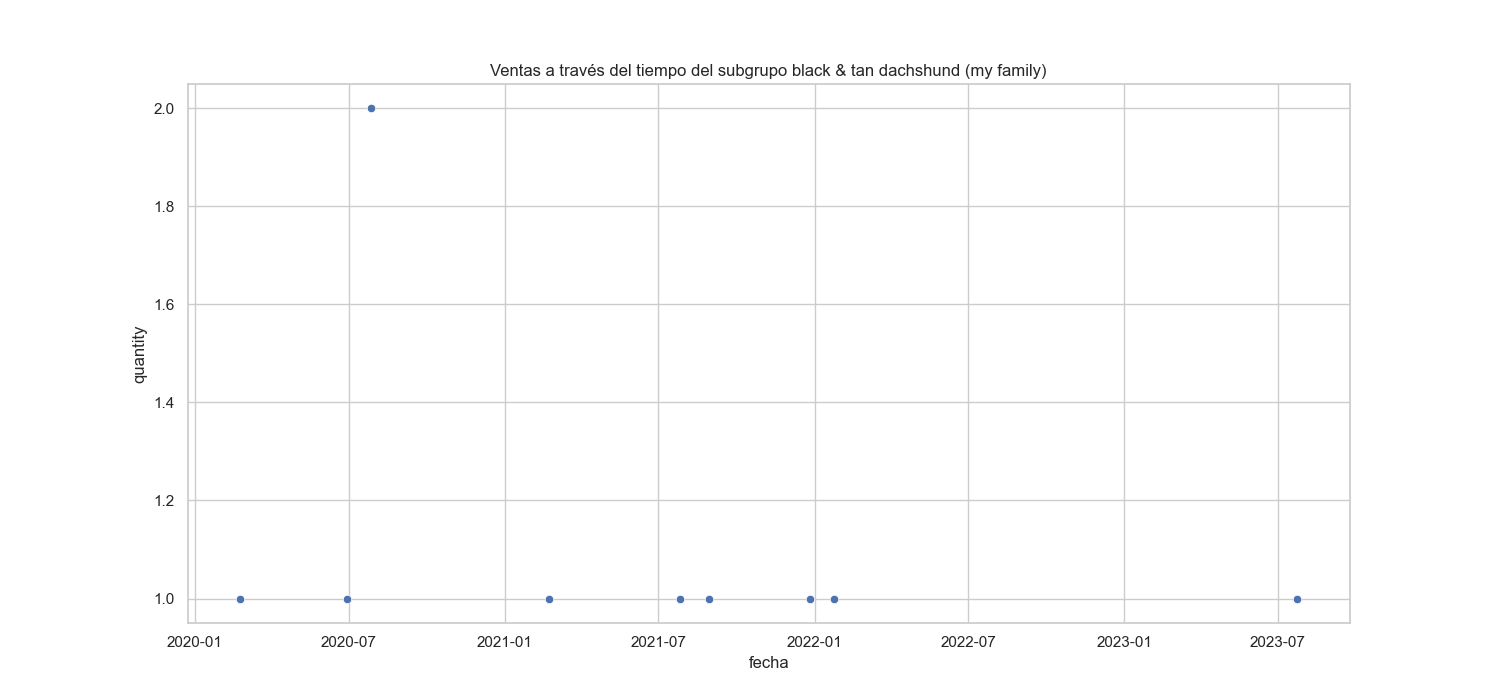 Ventas a través del tiempo del subgrupo black & tan dachshund (my family)
2.0
1.8
1.6
1.4
1.2
1.0
quantity
2020-01 2020-07 2021-01 2021-07 2022-01 2022-07 2023-01 2023-07
fecha